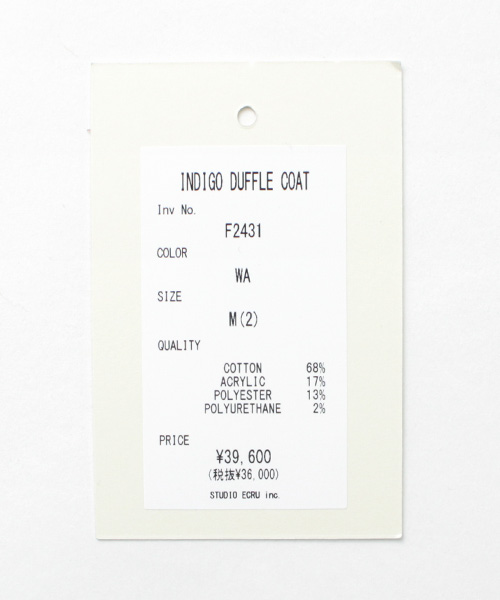 INDIGO DUFFLE COAT
Inv No.
F2431
COLOR
WA
SIZE
M(2)
QUALITY
COTTON 68%
ACRYLIC 17%
POLYESTER 13%
POLYURETHANE 2%
PRICE
¥39,600
(税抜¥36,000)
STUDIO ECRU inc.